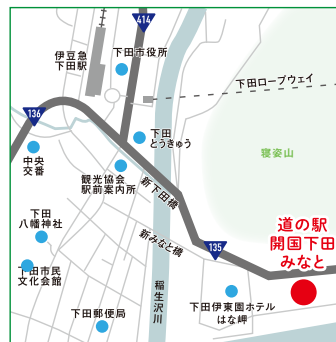 414
伊豆急
下田駅
下田市役所
下田ロープウェイ
136
下田
とうきゅう
寝姿山
中央
交番
観光協会
駅前案内所
新下田橋
下田
八幡神社
新みなと橋
135
道の駅
開国下田
みなと
下田市民
文化会館
稲生沢川
下田伊東園ホテル
はな岬
下田郵便局